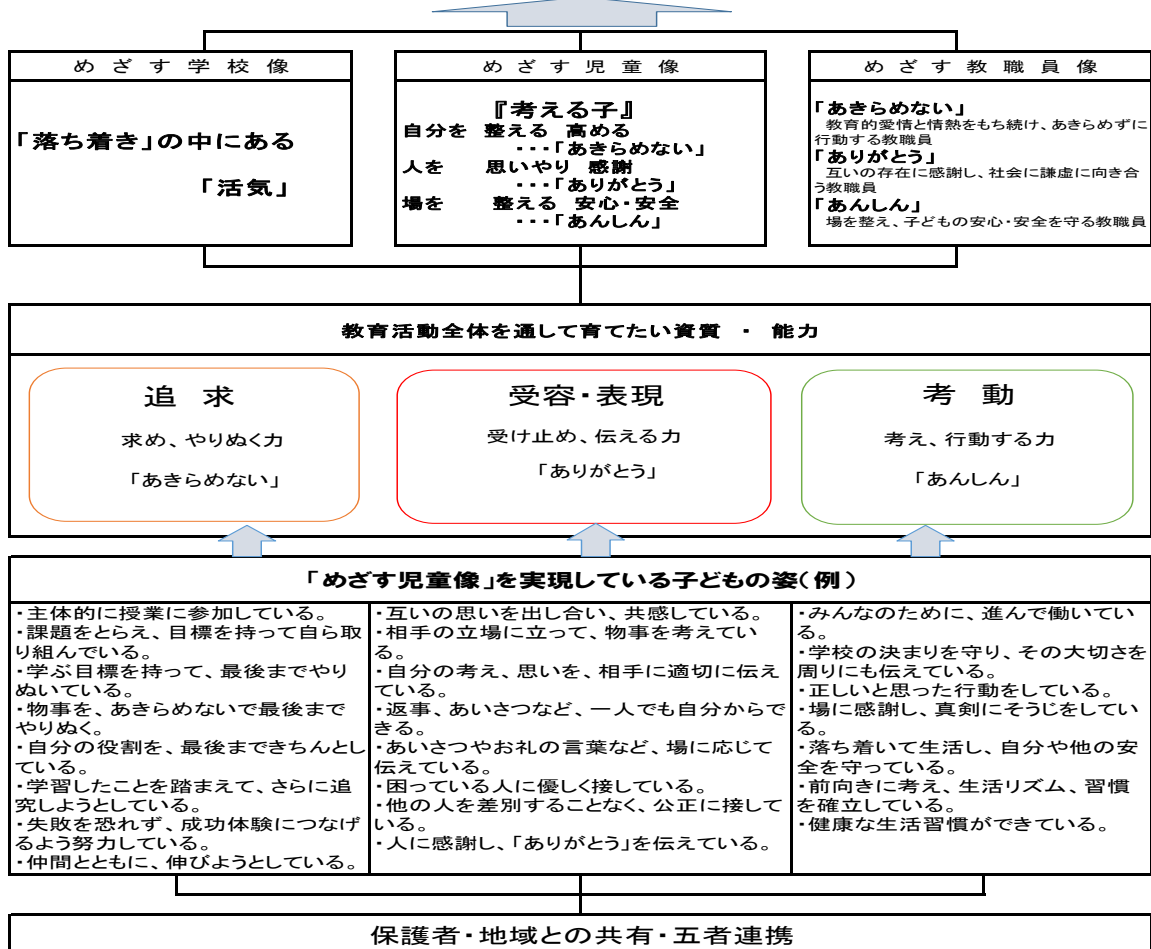 めざす学校像
「落ち着き」の中にある
「活気」
めざす児童像
『考える子』
自分を 整える 高める
・・・「あきらめない」
人を 思いやり 感謝
・・・「ありがとう」
場を 整える 安心・安全
・・・「あんしん」
めざす教職員像
「あきらめない」
教育的愛情と情熱をもち続け、あきらめずに
行動する教職員
「ありがとう」
互いの存在に感謝し、社会に謙虚に向き合
う教職員
「あんしん」
場を整え、子どもの安心・安全を守る教職員
教育活動全体を通して育てたい資質 ・ 能力
追 求
求め、やりぬく力
「あきらめない」
受容・表現
受け止め、伝える力
「ありがとう」
考 動
考え、行動する力
「あんしん」
「めざす児童像」を実現している子どもの姿(例)
・主体的に授業に参加している。
・課題をとらえ、目標を持って自ら取
り組んでいる。
・学ぶ目標を持って、最後までやり
ぬいている。
・物事を、あきらめないで最後まで
やりぬく。
・自分の役割を、最後まできちんとし
ている。
・学習したことを踏まえて、さらに追
究しようとしている。
・失敗を恐れず、成功体験につなげ
るよう努力している。
・仲間とともに、伸びようとしている。
・互いの思いを出し合い、共感している。
・相手の立場に立って、物事を考えてい
る。
・自分の考え、思いを、相手に適切に伝え
ている。
・返事、あいさつなど、一人でも自分からで
きる。
・あいさつやお礼の言葉など、場に応じて
伝えている。
・困っている人に優しく接している。
・他の人を差別することなく、公正に接して
いる。
・人に感謝し、「ありがとう」を伝えている。
・みんなのために、進んで働いてい
る。
・学校の決まりを守り、その大切さを
周りにも伝えている。
・正しいと思った行動をしている。
・場に感謝し、真剣にそうじをしてい
る。
・落ち着いて生活し、自分や他の安
全を守っている。
・前向きに考え、生活リズム、習慣
を確立している。
・健康な生活習慣ができている。
保護者・地域との共有・五者連携